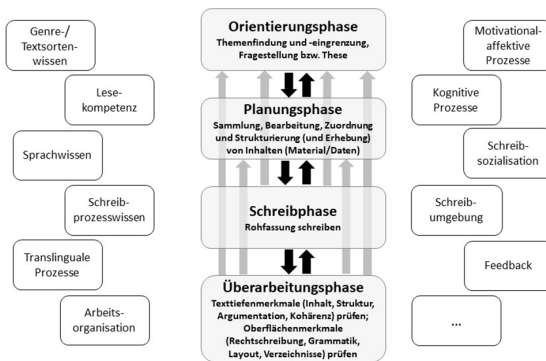 Genre-/
Textsorten-
wissen
Lese-
kompetenz
Sprachwissen
Schreib-
prozesswissen
Translinguale
Prozesse
Arbeits-
organisation
Orientierungsphase
Themenfindung und -eingrenzung,
Fragestellung bzw. These
Planungsphase
Sammlung, Bearbeitung, Zuordnung
und Strukturierung (und Erhebung)
von Inhalten (Material/Daten)
Schreibphase
Rohfassung schreiben
Überarbeitungsphase
Texttiefenmerkmale (Inhalt, Struktur,
Argumentation, Kohärenz) prüfen;
Oberflächenmerkmale
(Rechtschreibung, Grammatik,
Layout, Verzeichnisse) prüfen
Motivational-
affektive
Prozesse
Kognitive
Prozesse
Schreib-
sozialisation
Schreib-
umgebung
Feedback
...